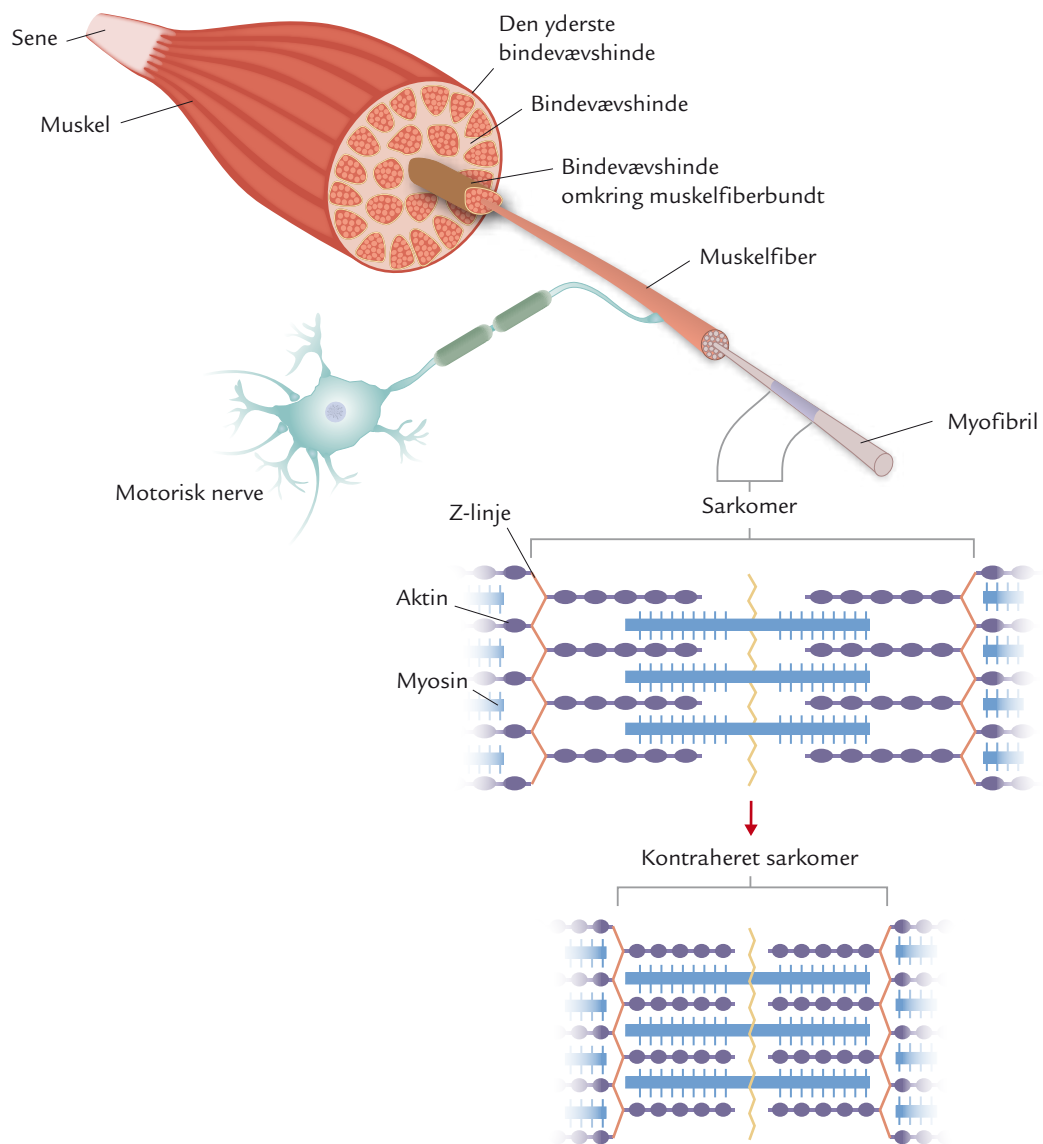 Sene
Den yderste
bindevævshinde
Muskel
Bindevævshinde
Bindevævshinde
omkring muskelfiberbundt
Muskelfiber
Myofibril
Motorisk nerve
Sarkomer
Z-linje
Aktin
Myosin
Kontraheret sarkomer